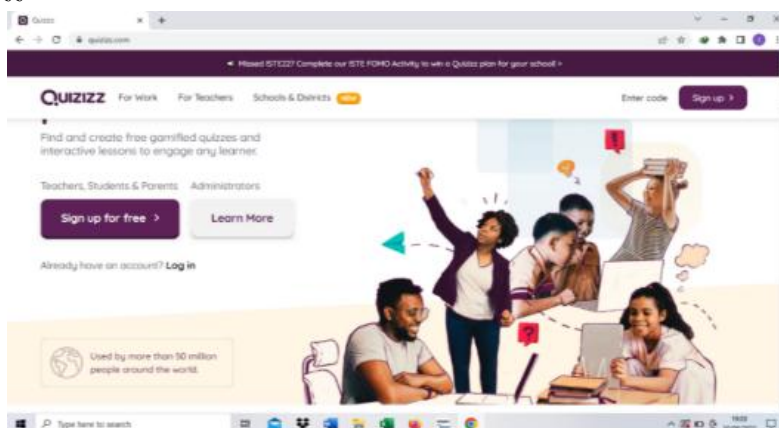 Quizizz
quizizz.com
Missed ISTE22? Complete our ISTE FOMO Activity to win a Quizizz plan for your school >
QUIZIZZ For Work For Teachers Schools & Districts NEW Enter code Sign up >
Find and create free gamified quizzes and
interactive lessons to engage any learner.
Teachers, Students & Parents Administrators
Sign up for free > Learn More
Already have an account? Log in
Used by more than 50 million
people around the world.
Type here to search